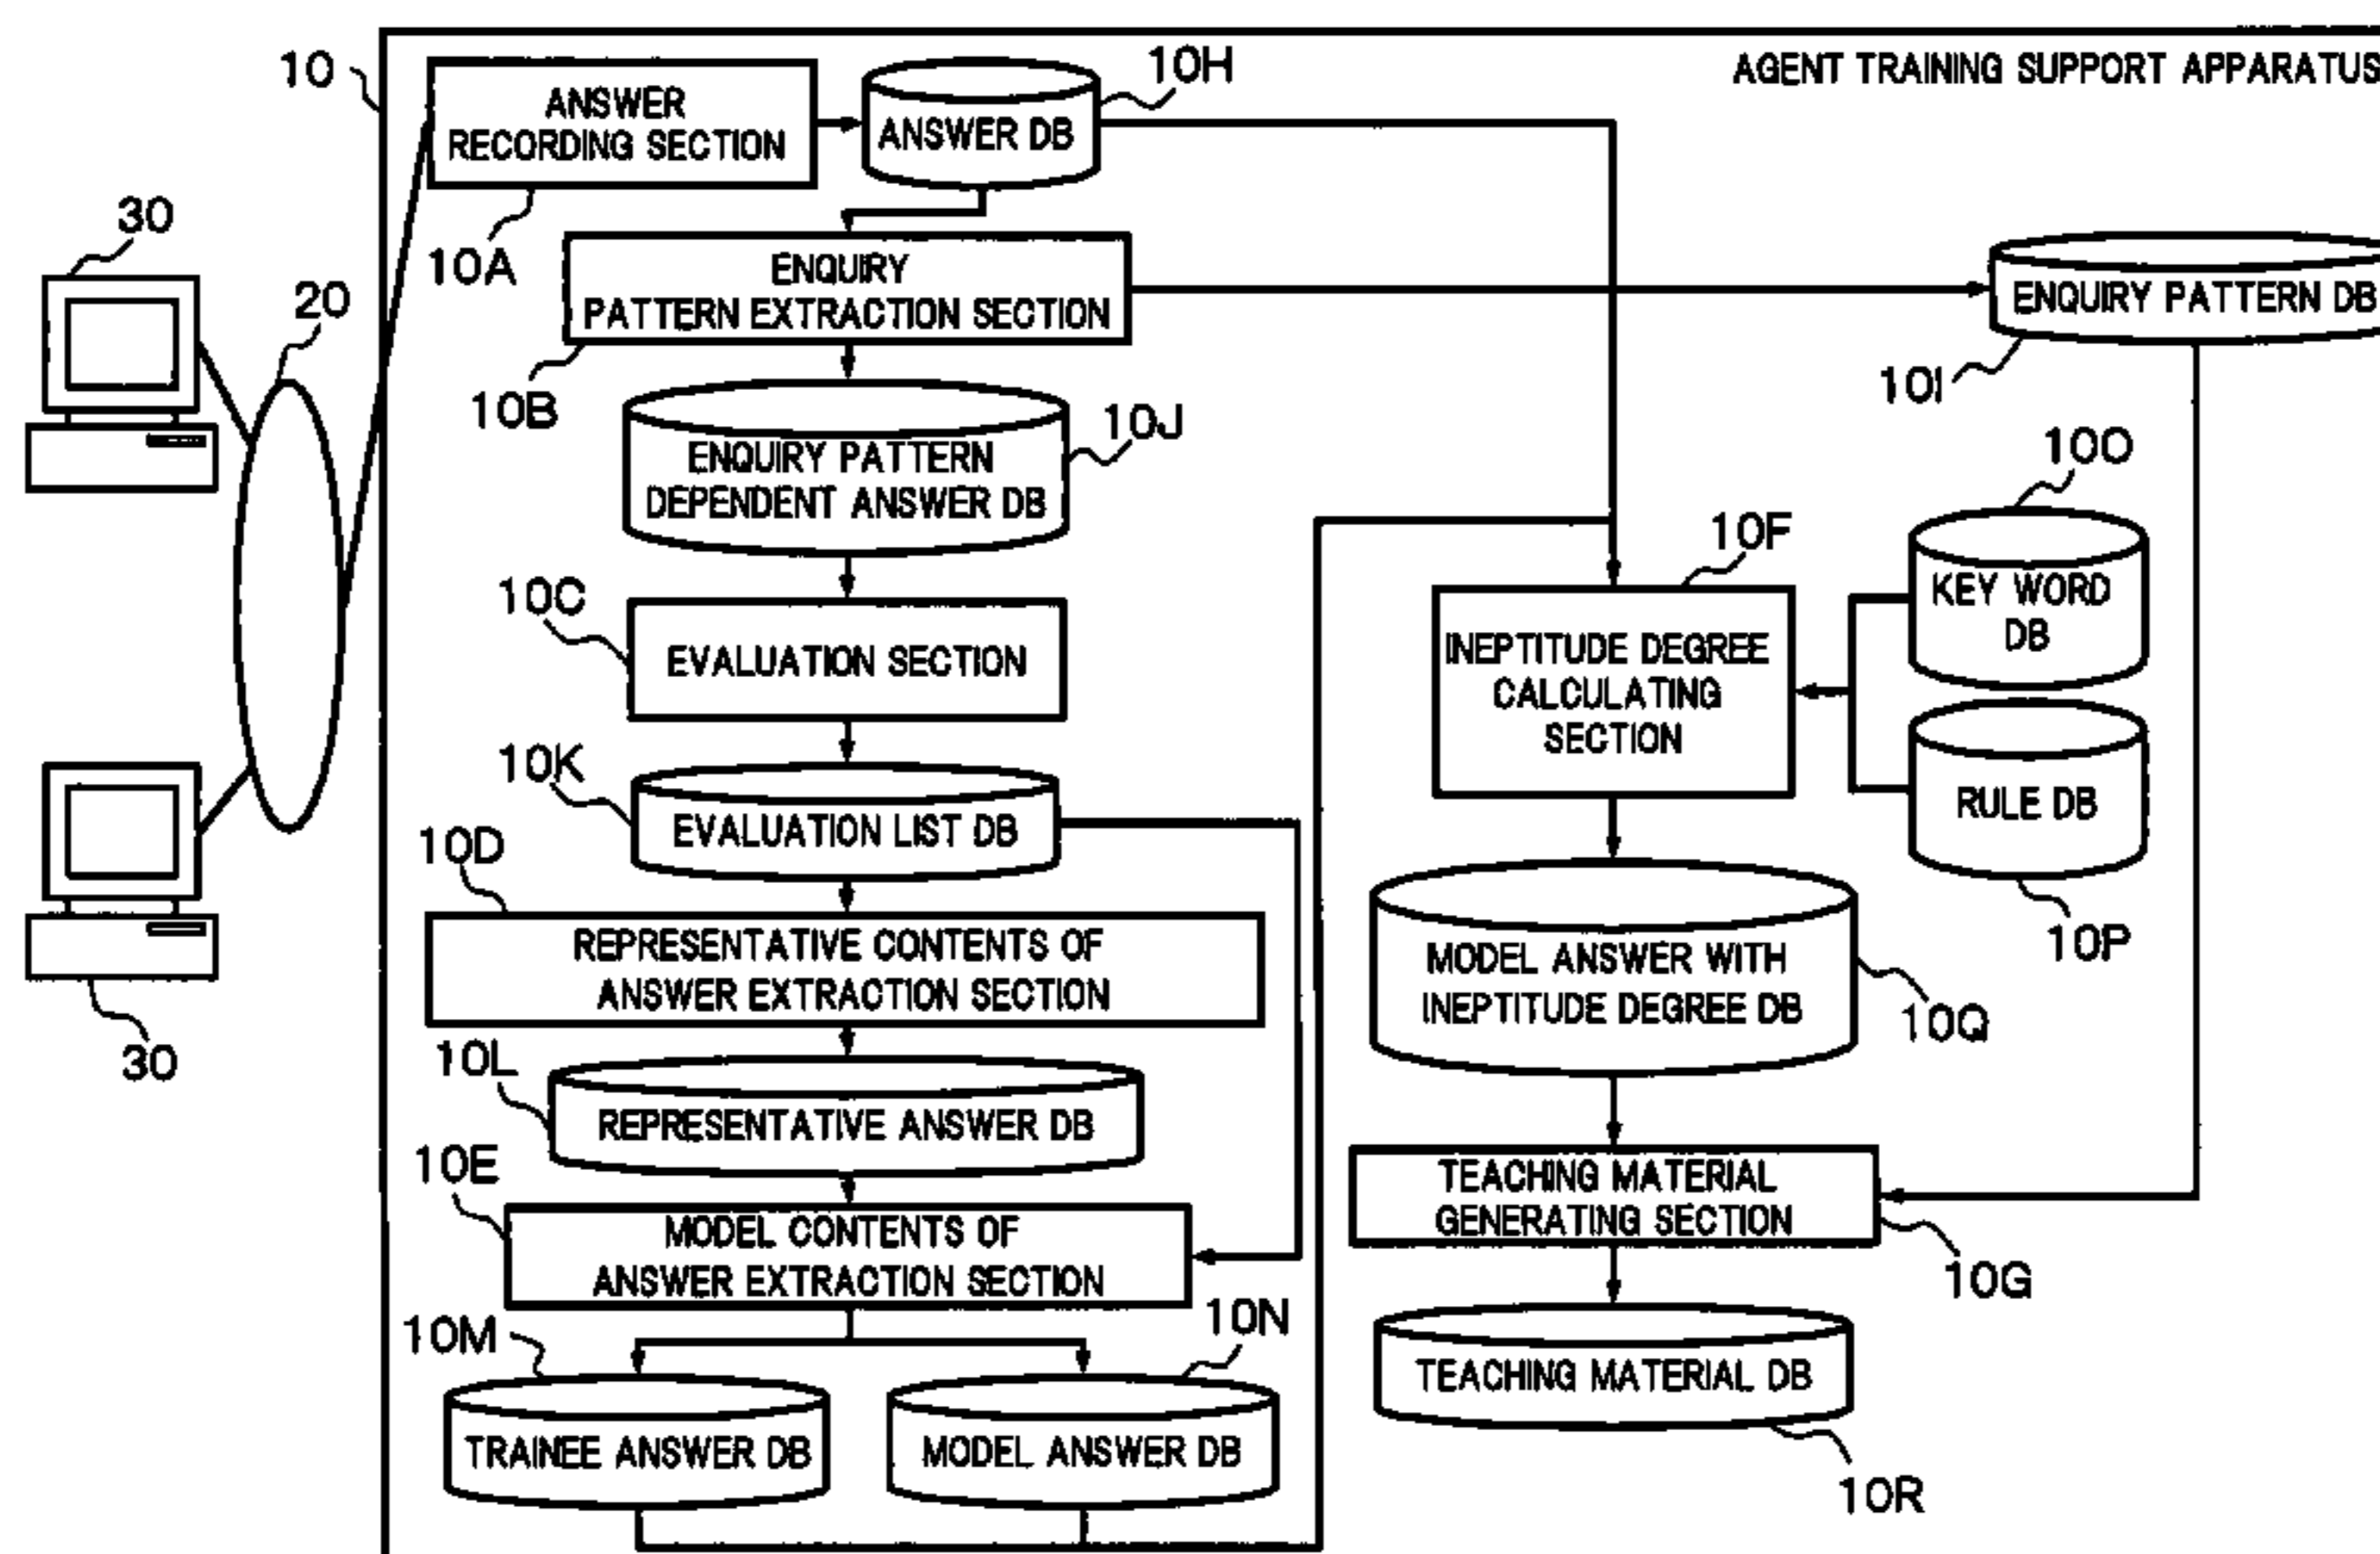 AGENT TRAINING SUPPORT APPARATUS
10
ANSWER
RECORDING SECTION
10A
10H
ANSWER DB
30
20
ENQUIRY
PATTERN EXTRACTION SECTION
10B
ENQUIRY PATTERN DB
10I
10J
ENQUIRY PATTERN
DEPENDENT ANSWER DB
10O
KEY WORD
DB
10F
10C
EVALUATION SECTION
INEPTITUDE DEGREE
CALCULATING
SECTION
RULE DB
10P
10K
EVALUATION LIST DB
10D
REPRESENTATIVE CONTENTS OF
ANSWER EXTRACTION SECTION
MODEL ANSWER WITH
INEPTITUDE DEGREE DB
10Q
30
10L
REPRESENTATIVE ANSWER DB
10E
MODEL CONTENTS OF
ANSWER EXTRACTION SECTION
TEACHING MATERIAL
GENERATING SECTION
10G
10M
10N
TRAINEE ANSWER DB
MODEL ANSWER DB
TEACHING MATERIAL DB
10R